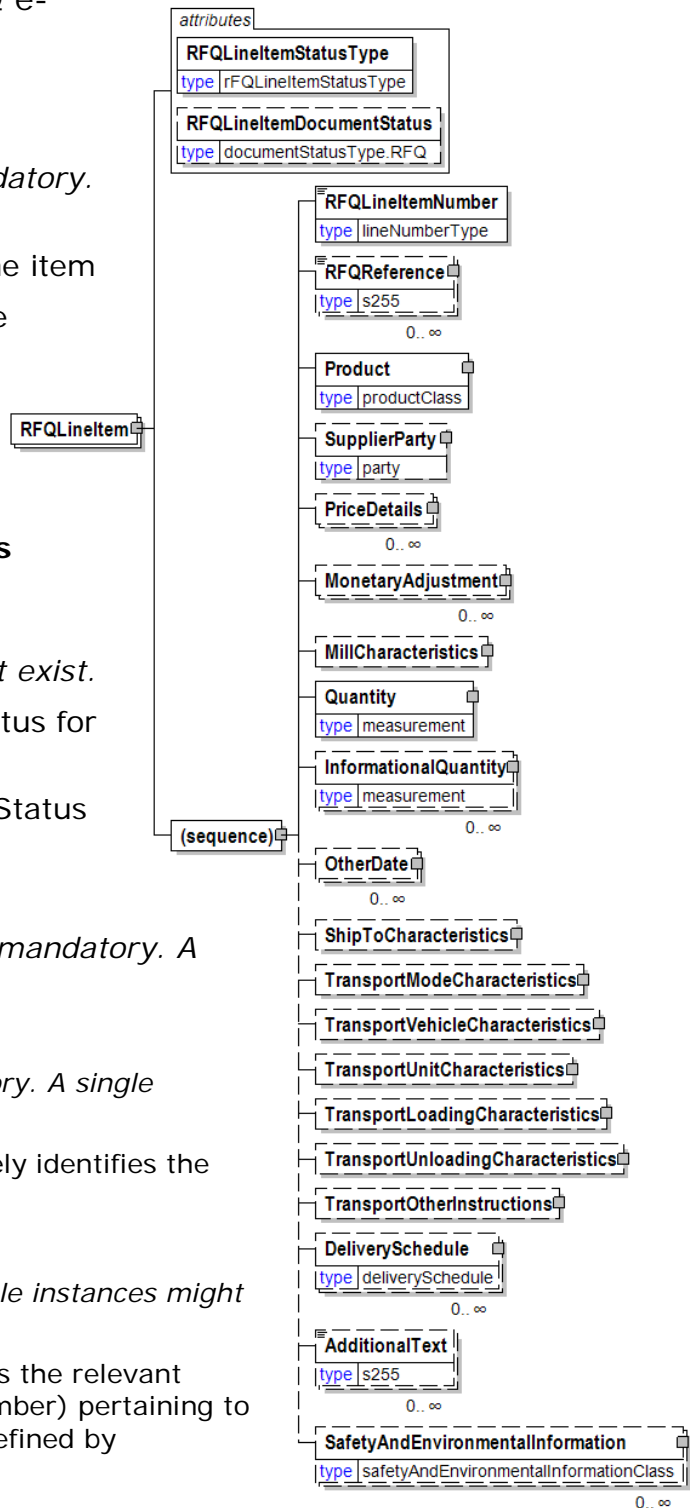 e-
datory.
ne item
e
s
t exist.
tus for
Status
mandatory. A
ory. A single
ely identifies the
le instances might
s the relevant
mber) pertaining to
efined by
RFQLineItem
attributes
RFQLineItemStatusType
type rFQLineItemStatusType
RFQLineItemDocumentStatus
type documentStatusType.RFQ
(sequence)
RFQLineItemNumber
type lineNumberType
RFQReference
type s255
0.. ∞
Product
type productClass
SupplierParty
type party
PriceDetails
0.. ∞
MonetaryAdjustment
0.. ∞
MillCharacteristics
Quantity
type measurement
InformationalQuantity
type measurement
0.. ∞
OtherDate
0.. ∞
ShipToCharacteristics
TransportModeCharacteristics
TransportVehicleCharacteristics
TransportUnitCharacteristics
TransportLoadingCharacteristics
TransportUnloadingCharacteristics
TransportOtherInstructions
DeliverySchedule
type deliverySchedule
0.. ∞
AdditionalText
type s255
0.. ∞
SafetyAndEnvironmentalInformation
type safetyAndEnvironmentalInformationClass
0.. ∞